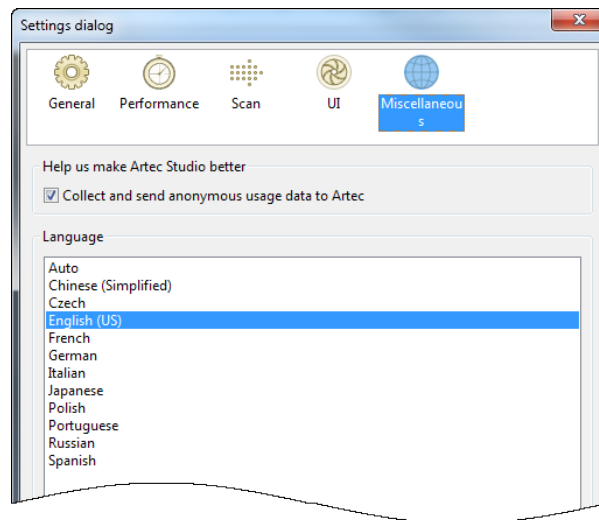 Settings dialog
General Performance Scan UI Miscellaneou
s
Help us make Artec Studio better
Collect and send anonymous usage data to Artec
Language
Auto
Chinese (Simplified)
Czech
English (US)
French
German
Italian
Japanese
Polish
Portuguese
Russian
Spanish